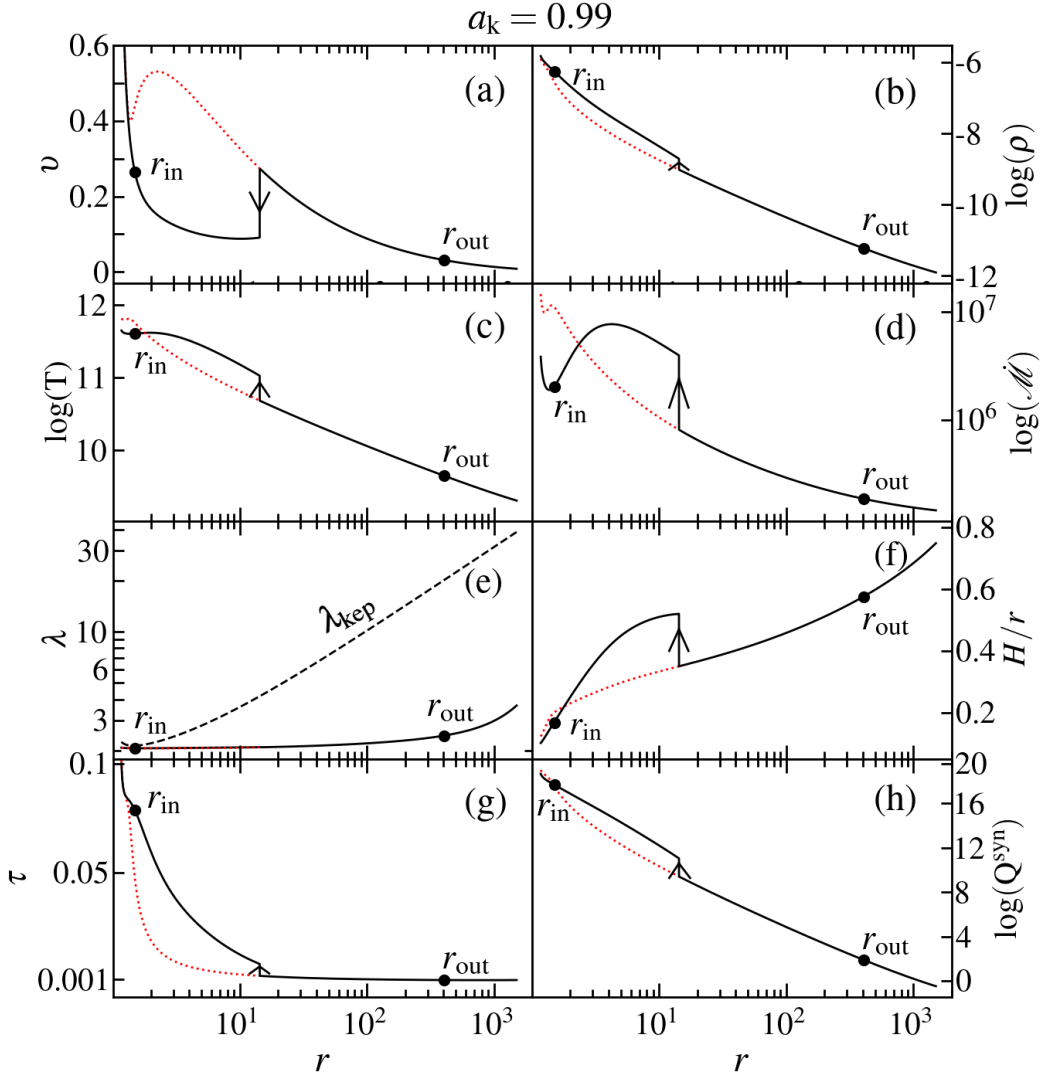 a_k = 0.99
0.6
0.4
0.2
0
υ
r_in
r_out
(a)
-6
-8
-9
-11
-12
log(ρ)
r_in
r_out
(b)
12
11
10
log(T)
r_in
r_out
(c)
10^7
10^6
log(ℳ̇)
r_in
r_out
(d)
30
10
6
3
λ
λ_kep
r_in
r_out
(e)
0.8
0.6
0.4
0.2
H/r
r_in
r_out
(f)
0.1
0.05
0.001
τ
r_in
r_out
(g)
20
16
12
8
4
0
log(Q^syn)
r_in
r_out
(h)
10^1 10^2 10^3
r
10^1 10^2 10^3
r